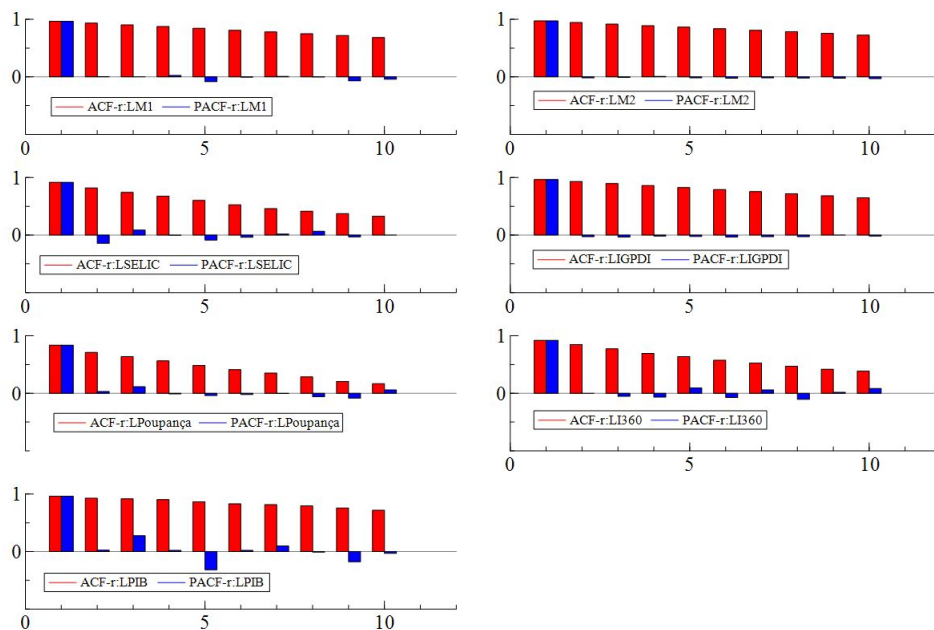 1
0
ACF-r:LM1 PACF-r:LM1
0 5 10
1
0
ACF-r:LM2 PACF-r:LM2
0 5 10
1
0
ACF-r:LSELIC PACF-r:LSELIC
0 5 10
1
0
ACF-r:LIGPDI PACF-r:LIGPDI
0 5 10
1
0
ACF-r:LPoupança PACF-r:LPoupança
0 5 10
1
0
ACF-r:LI360 PACF-r:LI360
0 5 10
1
0
ACF-r:LPIB PACF-r:LPIB
0 5 10